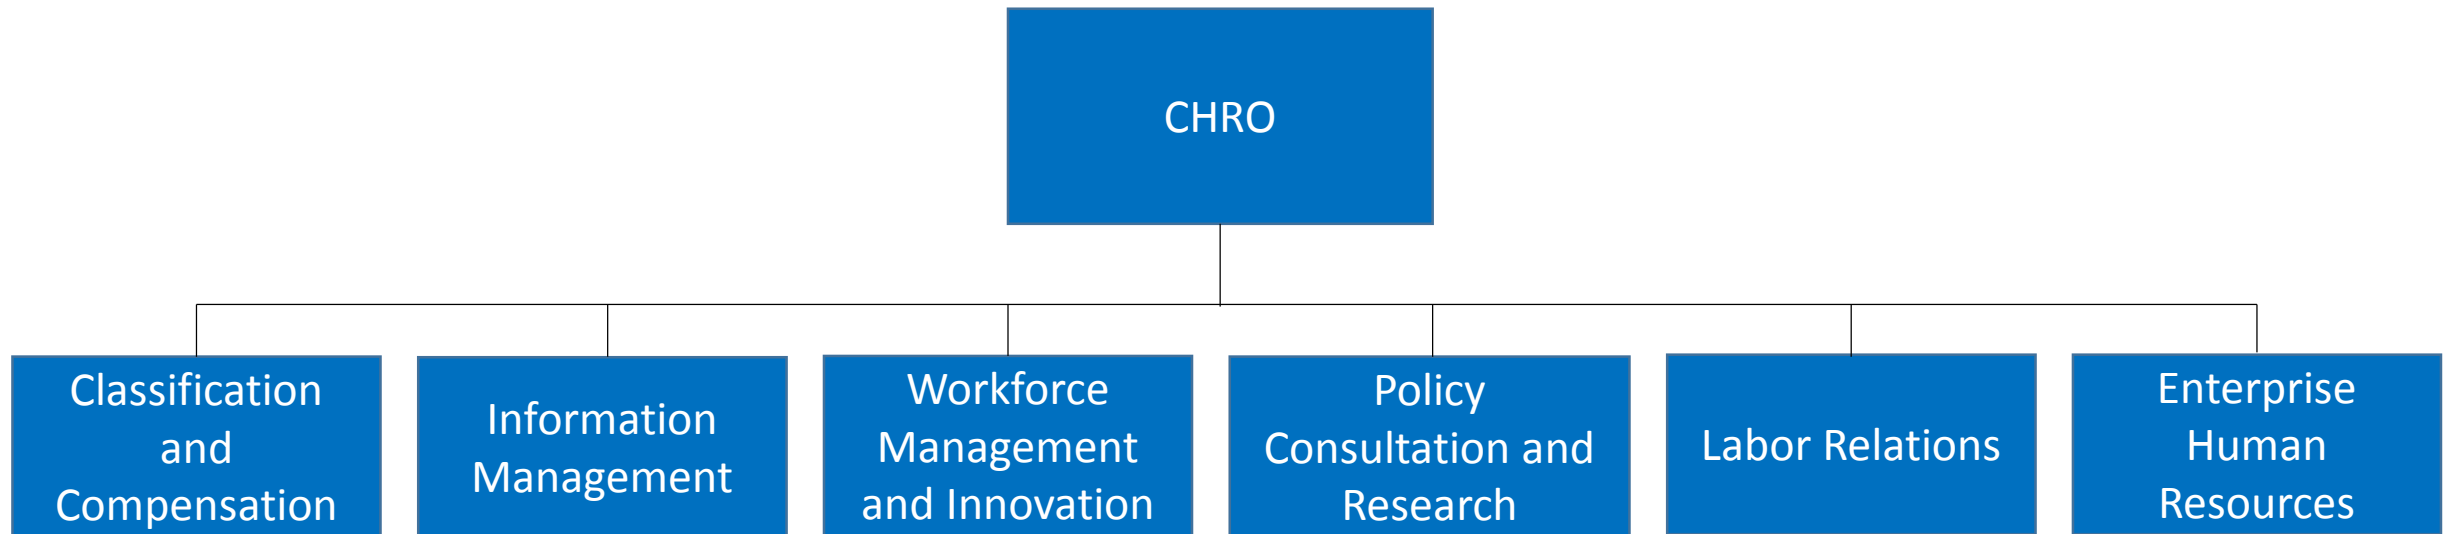 CHRO
Classification
and
Compensation
Information
Management
Workforce
Management
and Innovation
Policy
Consultation and
Research
Labor Relations
Enterprise
Human
Resources